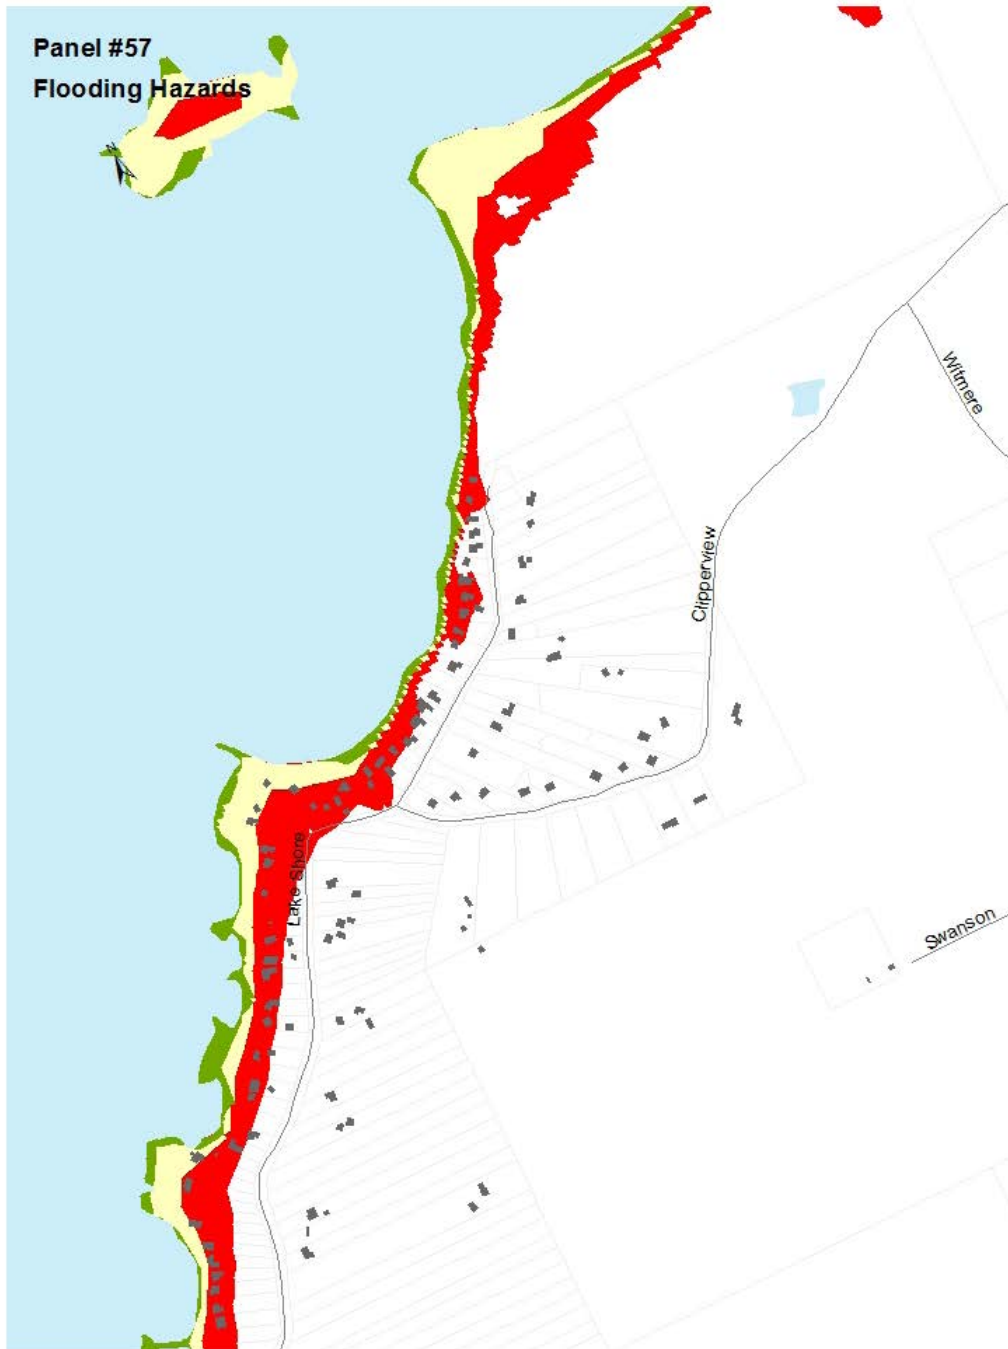 Panel #57
Flooding Hazards
N
Witmere
Clipperview
Lake Shore
Swanson